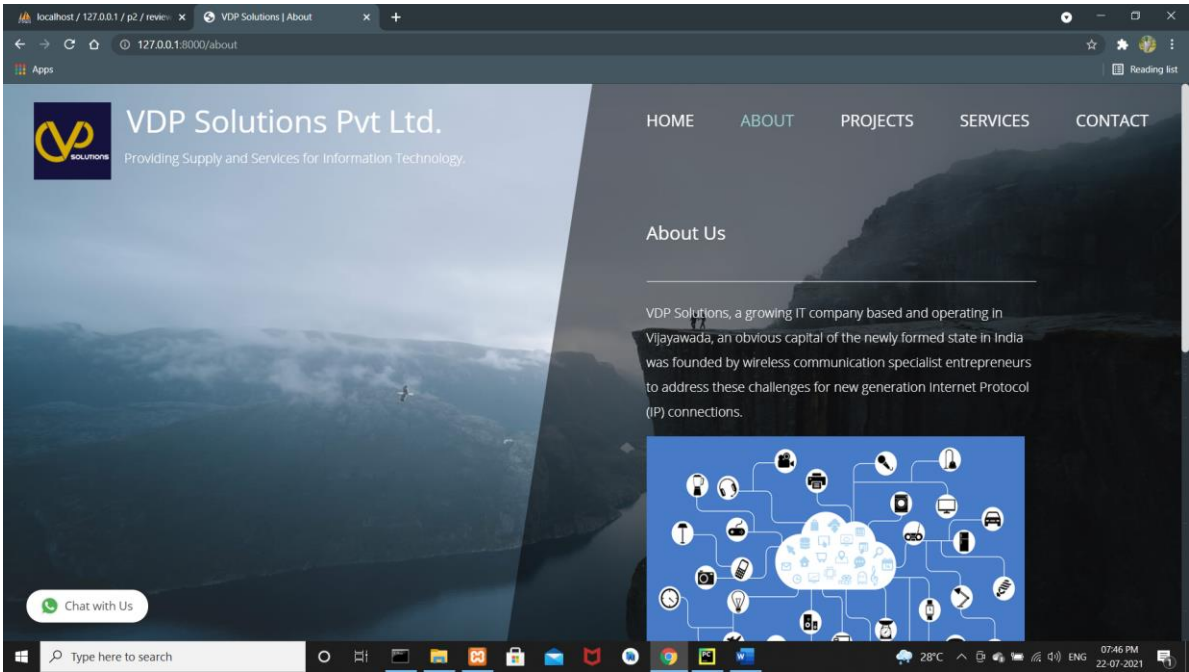 localhost / 127.0.0.1 / p2 / review
VDP Solutions | About
127.0.0.1:8000/about
Apps
Reading list
VP SOLUTIONS
VDP Solutions Pvt Ltd.
Providing Supply and Services for Information Technology.
HOME ABOUT PROJECTS SERVICES CONTACT
About Us
VDP Solutions, a growing IT company based and operating in
Vijayawada, an obvious capital of the newly formed state in India
was founded by wireless communication specialist entrepreneurs
to address these challenges for new generation Internet Protocol
(IP) connections.
Chat with Us
Type here to search
PC
W
28°C
ENG
07:46 PM
22-07-2021